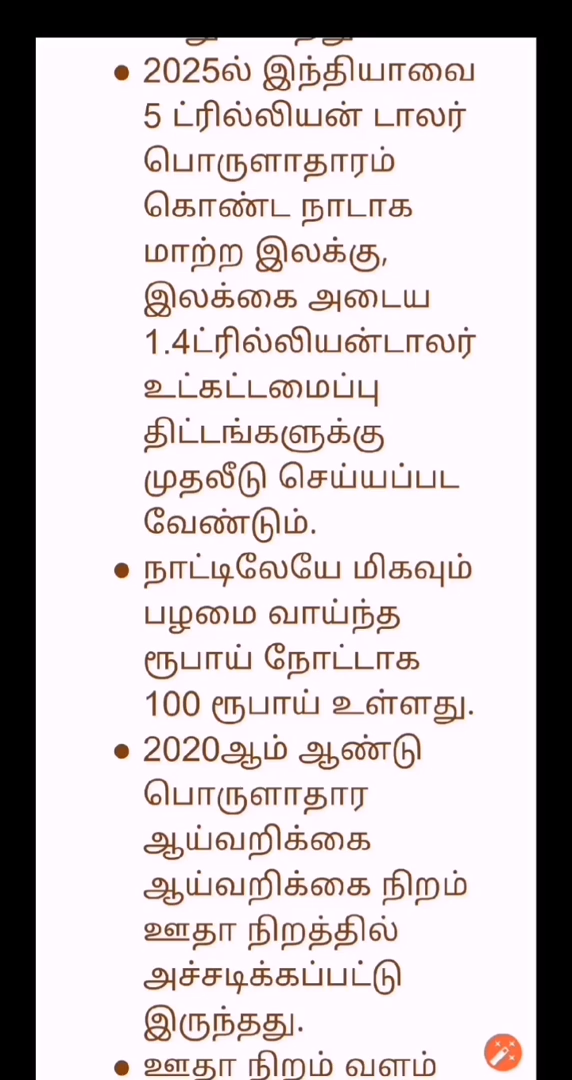 ● 2025ல் இந்தியாவை
5 ட்ரில்லியன் டாலர்
பொருளாதாரம்
கொண்ட நாடாக
மாற்ற இலக்கு,
இலக்கை அடைய
1.4ட்ரில்லியன்டாலர்
உட்கட்டமைப்பு
திட்டங்களுக்கு
முதலீடு செய்யப்பட
வேண்டும்.
● நாட்டிலேயே மிகவும்
பழமை வாய்ந்த
ரூபாய் நோட்டாக
100 ரூபாய் உள்ளது.
● 2020ஆம் ஆண்டு
பொருளாதார
ஆய்வறிக்கை
ஆய்வறிக்கை நிறம்
ஊதா நிறத்தில்
அச்சடிக்கப்பட்டு
இருந்தது.
● ஊதா நிறம் வளம்